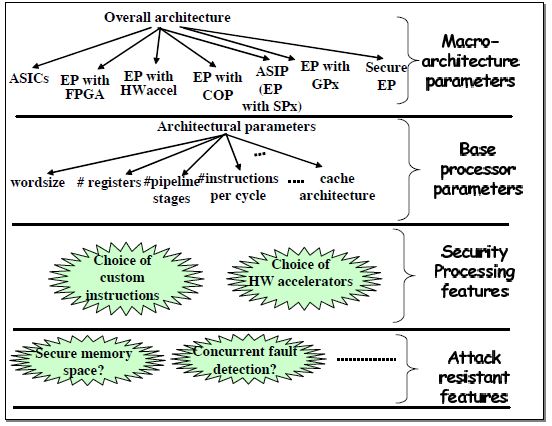 Overall architecture
ASICs
EP with
FPGA
EP with
HWaccel
EP with
COP
ASIP
(EP
with SPx)
EP with
GPx
Secure
EP
Macro-
architecture
parameters
Architectural parameters
...
wordsize
# registers
#pipeline
stages
#instructions
per cycle
....
cache
architecture
Base
processor
parameters
Choice of
custom
instructions
Choice of
HW accelerators
Security
Processing
features
Secure memory
space?
Concurrent fault
detection?
...............
Attack
resistant
features